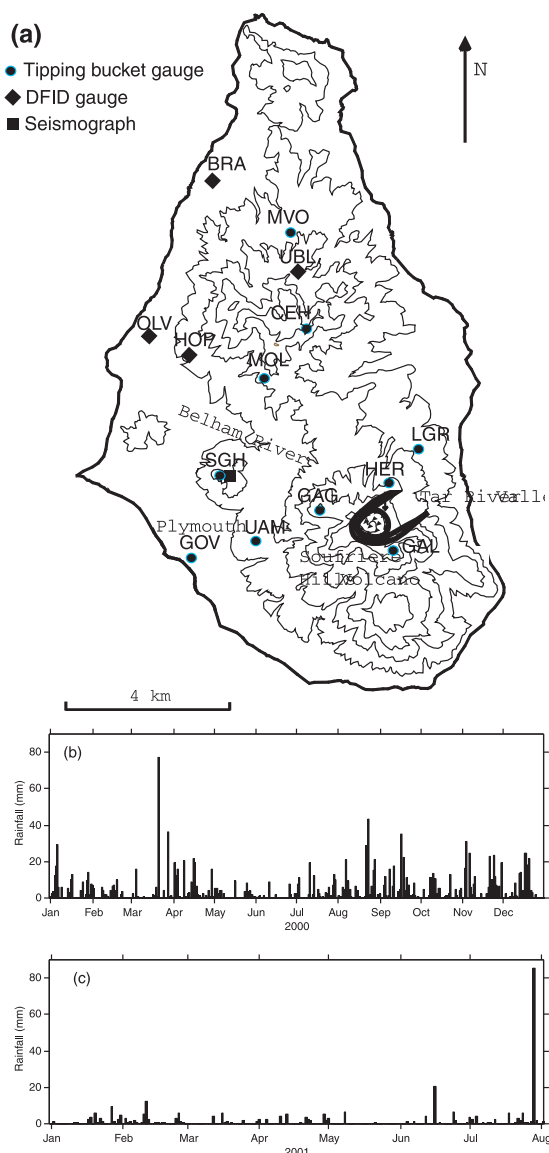 (a)
Tipping bucket gauge
DFID gauge
Seismograph
N
BRA
MVO
UBL
CEH
OLV
HOP
MOL
Belham River
LGR
SGH
HER
GAG
Tar River Valle
Plymouth
UAM
GOV
GAL
Soufriere
Hills Volcano
4 km
(b)
Rainfall (mm)
80
60
40
20
0
Jan Feb Mar Apr May Jun Jul Aug Sep Oct Nov Dec
2000
(c)
Rainfall (mm)
80
60
40
20
0
Jan Feb Mar Apr May Jun Jul Aug
2001